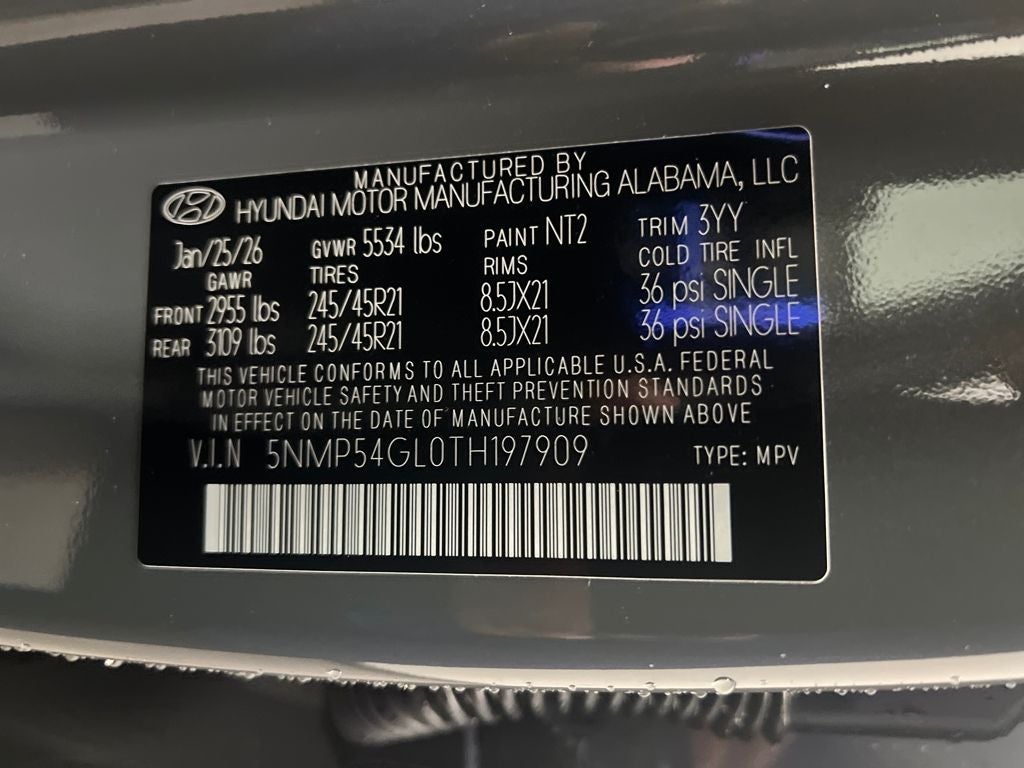 MANUFACTURED BY
HYUNDAI MOTOR MANUFACTURING ALABAMA, LLC
Jan/25/26 GVWR 5534 lbs PAINT NT2 TRIM 3YY
GAWR TIRES RIMS COLD TIRE INFL
FRONT 2955 lbs 245/45R21 8.5JX21 36 psi SINGLE
REAR 3109 lbs 245/45R21 8.5JX21 36 psi SINGLE
THIS VEHICLE CONFORMS TO ALL APPLICABLE U.S.A. FEDERAL
MOTOR VEHICLE SAFETY AND THEFT PREVENTION STANDARDS
IN EFFECT ON THE DATE OF MANUFACTURE SHOWN ABOVE
V.I.N 5NMP54GL0TH197909 TYPE: MPV